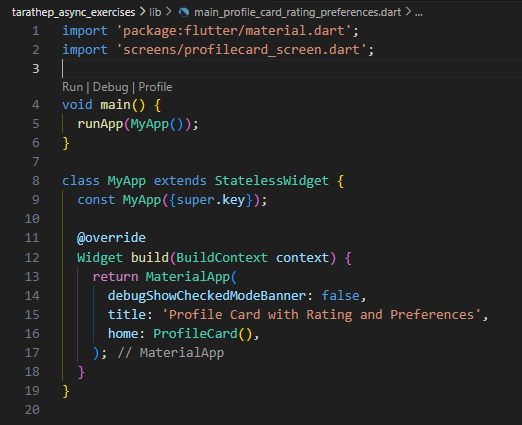 tarathep_async_exercises > lib > main_profile_card_rating_preferences.dart > ...
1 import 'package:flutter/material.dart';
2 import 'screens/profilecard_screen.dart';
3
Run | Debug | Profile
4 void main() {
5   runApp(MyApp());
6 }
7
8 class MyApp extends StatelessWidget {
9   const MyApp({super.key});
10
11   @override
12   Widget build(BuildContext context) {
13     return MaterialApp(
14       debugShowCheckedModeBanner: false,
15       title: 'Profile Card with Rating and Preferences',
16       home: ProfileCard(),
17     ); // MaterialApp
18   }
19 }
20